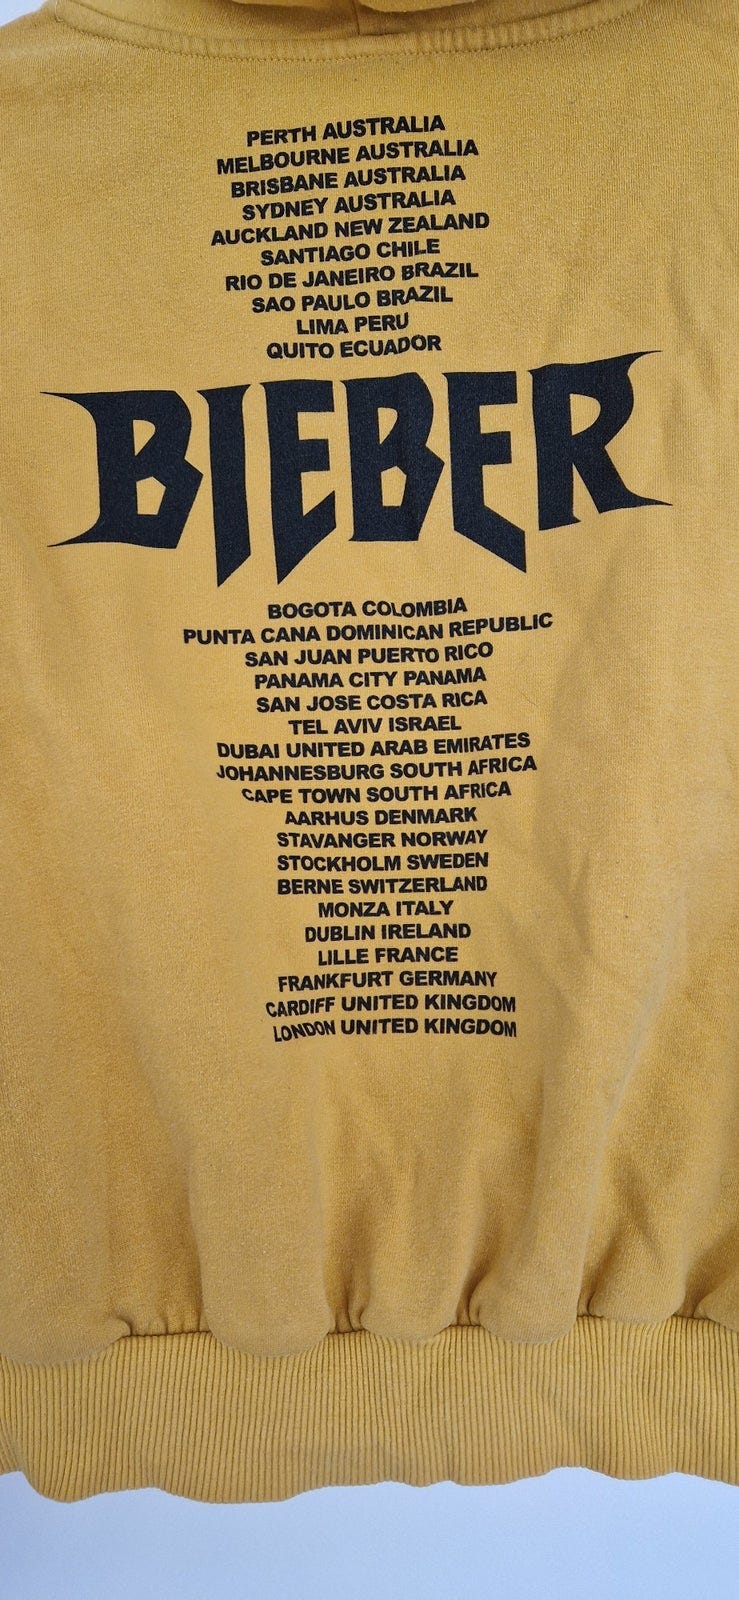 PERTH AUSTRALIA
MELBOURNE AUSTRALIA
BRISBANE AUSTRALIA
SYDNEY AUSTRALIA
AUCKLAND NEW ZEALAND
SANTIAGO CHILE
RIO DE JANEIRO BRAZIL
SAO PAULO BRAZIL
LIMA PERU
QUITO ECUADOR
BIEBER
BOGOTA COLOMBIA
PUNTA CANA DOMINICAN REPUBLIC
SAN JUAN PUERTO RICO
PANAMA CITY PANAMA
SAN JOSE COSTA RICA
TEL AVIV ISRAEL
DUBAI UNITED ARAB EMIRATES
JOHANNESBURG SOUTH AFRICA
CAPE TOWN SOUTH AFRICA
AARHUS DENMARK
STAVANGER NORWAY
STOCKHOLM SWEDEN
BERNE SWITZERLAND
MONZA ITALY
DUBLIN IRELAND
LILLE FRANCE
FRANKFURT GERMANY
CARDIFF UNITED KINGDOM
LONDON UNITED KINGDOM